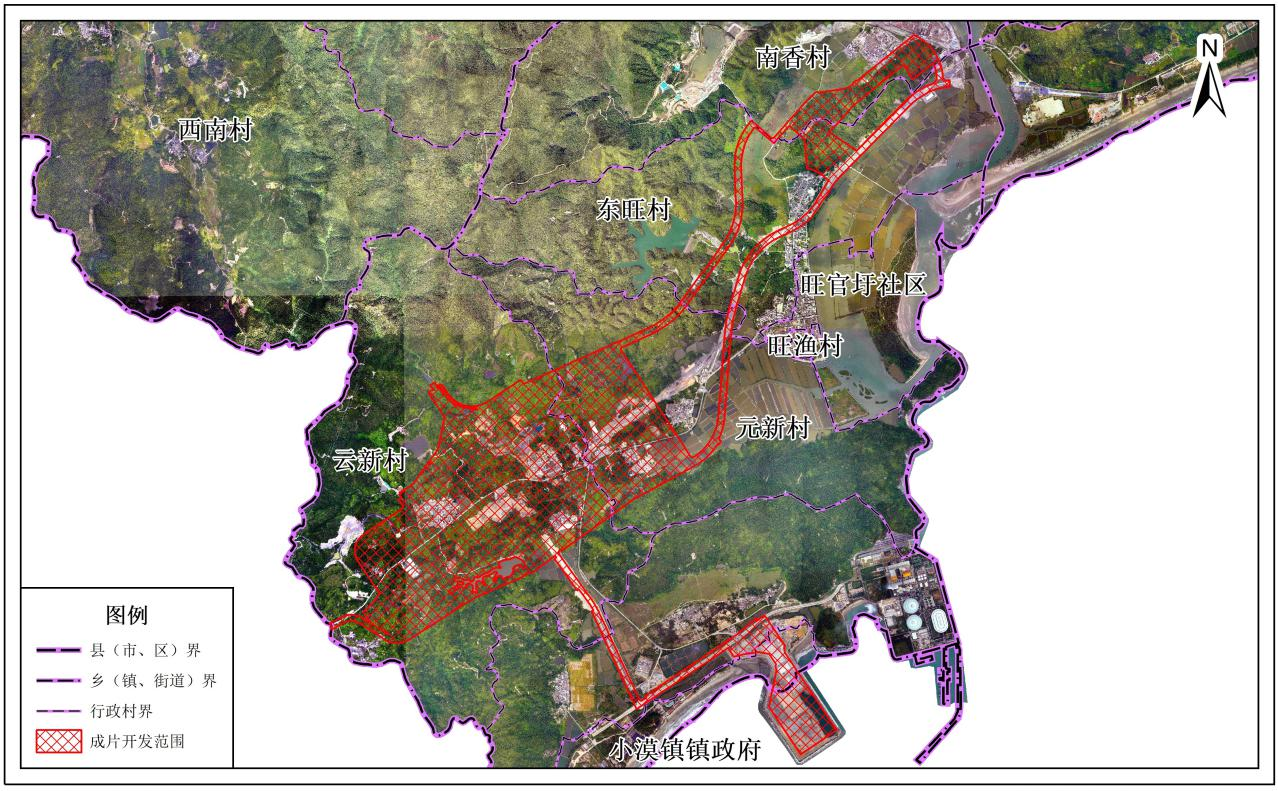 N
南香村
西南村
东旺村
旺官圩社区
旺渔村
元新村
云新村
小漠镇镇政府
图例
县（市、区）界
乡（镇、街道）界
行政村界
成片开发范围